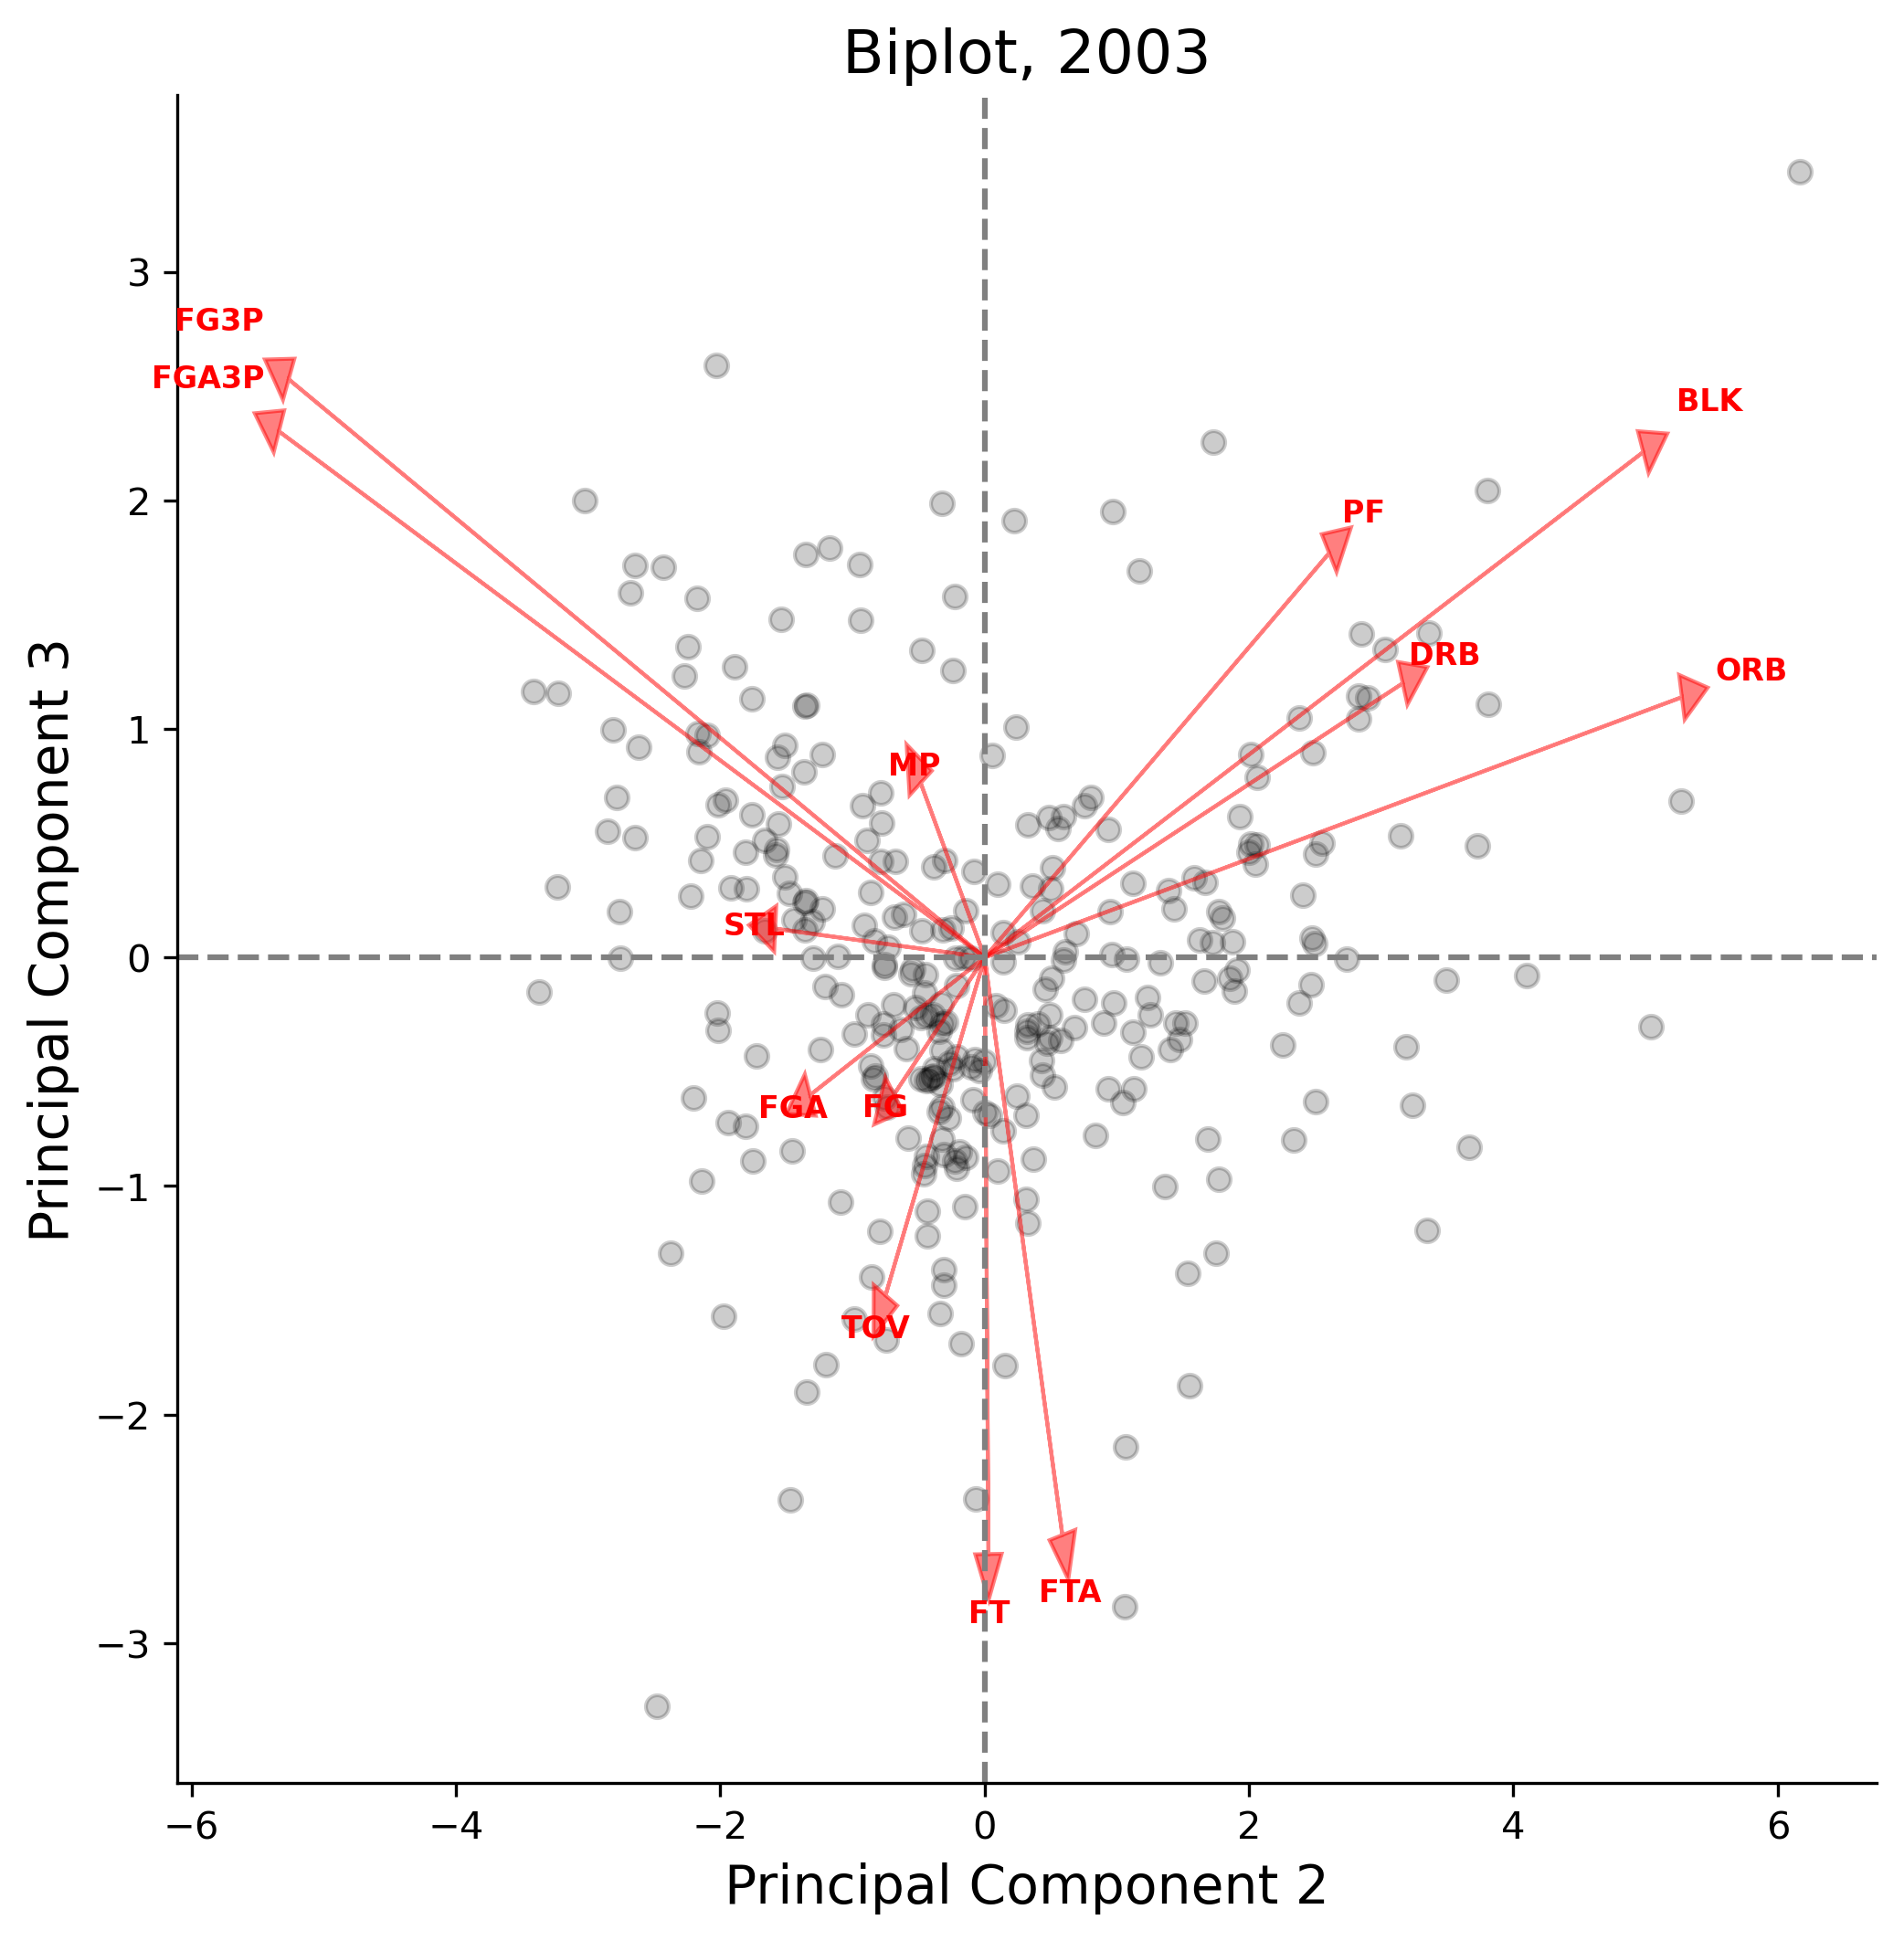 Biplot, 2003
Principal Component 3
3
2
1
0
−1
−2
−3
FG3P
FGA3P
BLK
PF
DRB
ORB
MP
STL
FGA
FG
TOV
FTA
FT
−6
−4
−2
0
2
4
6
Principal Component 2